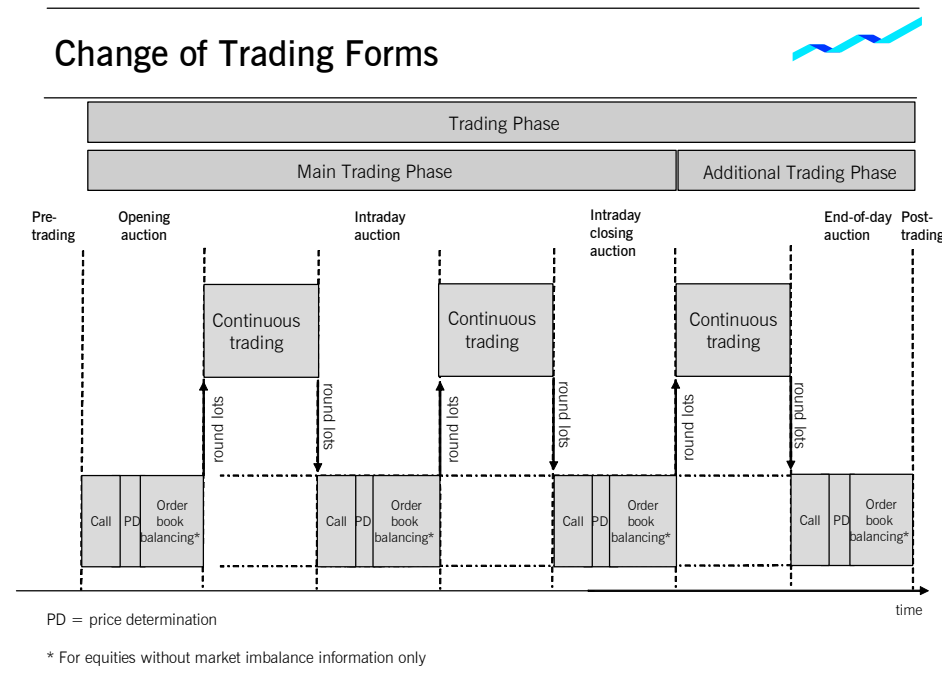 Change of Trading Forms
Trading Phase
Main Trading Phase
Additional Trading Phase
Pre-
trading
Opening
auction
Intraday
auction
Intraday
closing
auction
End-of-day
auction
Post-
trading
Continuous
trading
Continuous
trading
Continuous
trading
round lots
round lots
round lots
round lots
round lots
round lots
Call
PD
Order
book
balancing*
Call
PD
Order
book
balancing*
Call
PD
Order
book
balancing*
Call
PD
Order
book
balancing*
time
PD = price determination
* For equities without market imbalance information only